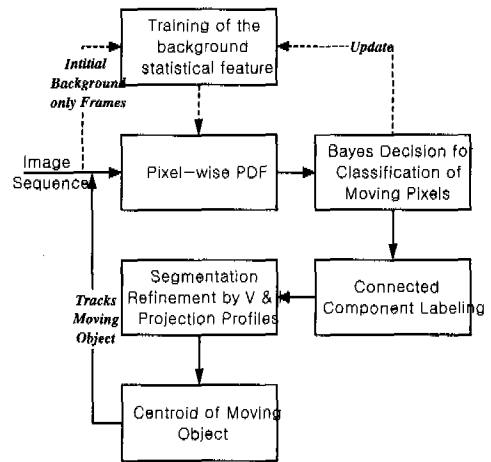 Training of the
background
statistical feature
Update
Intitial
Background
only Frames
Image
Sequence
Pixel-wise PDF
Bayes Decision for
Classification of
Moving Pixels
Segmentation
Refinement by V &
Projection Profiles
Connected
Component Labeling
Tracks
Moving
Object
Centroid of Moving
Object